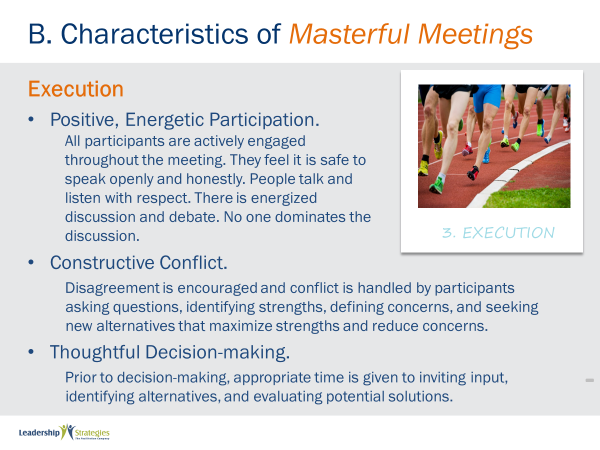 B. Characteristics of Masterful Meetings
Execution
• Positive, Energetic Participation.
All participants are actively engaged
throughout the meeting. They feel it is safe to
speak openly and honestly. People talk and
listen with respect. There is energized
discussion and debate. No one dominates the
discussion.
3. EXECUTION
• Constructive Conflict.
Disagreement is encouraged and conflict is handled by participants
asking questions, identifying strengths, defining concerns, and seeking
new alternatives that maximize strengths and reduce concerns.
• Thoughtful Decision-making.
Prior to decision-making, appropriate time is given to inviting input,
identifying alternatives, and evaluating potential solutions.
Leadership Strategies
The Facilitation Company